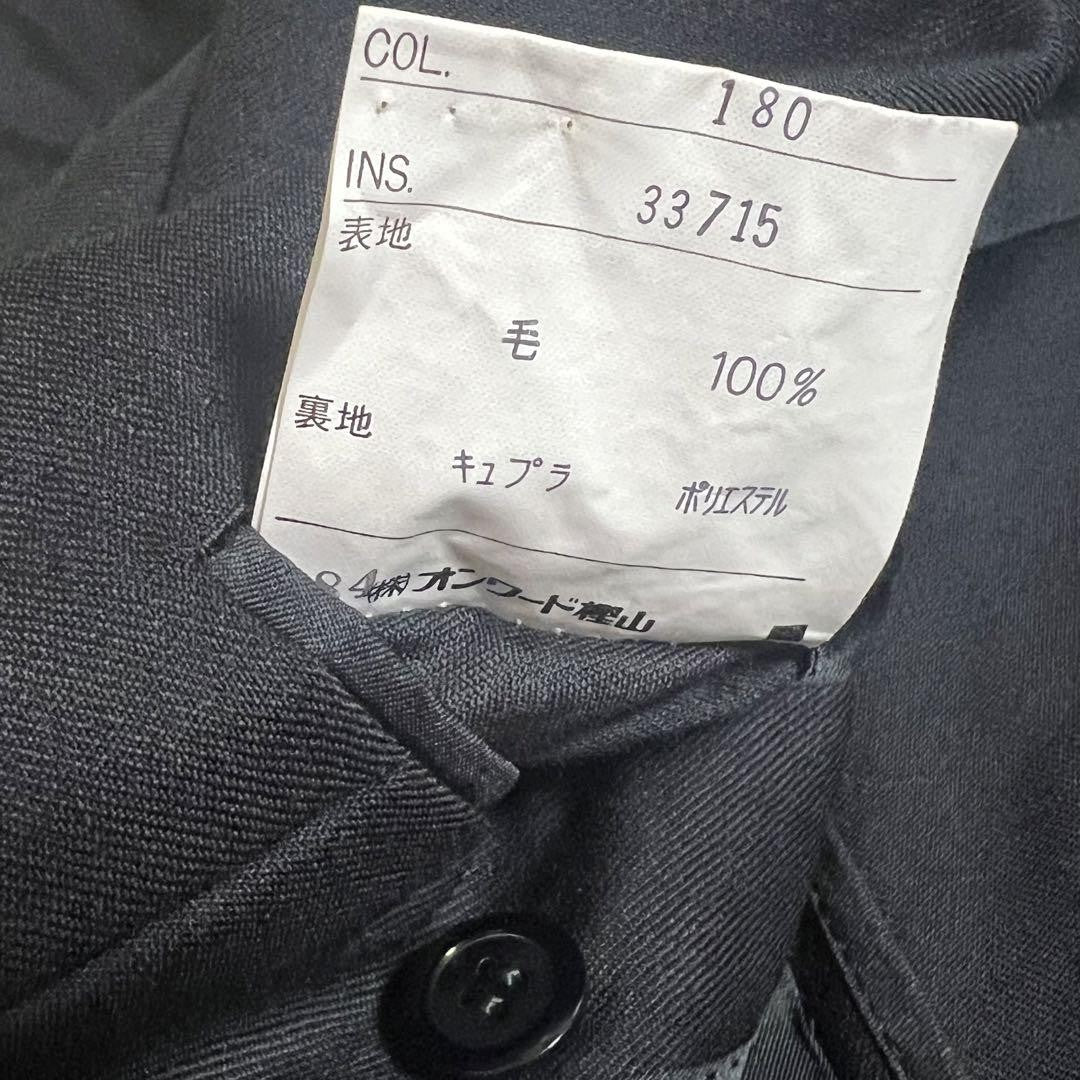 COL. 180
INS. 33715
表地
毛 100%
裏地
キュプラ ポリエステル
84㈱オンワード樫山